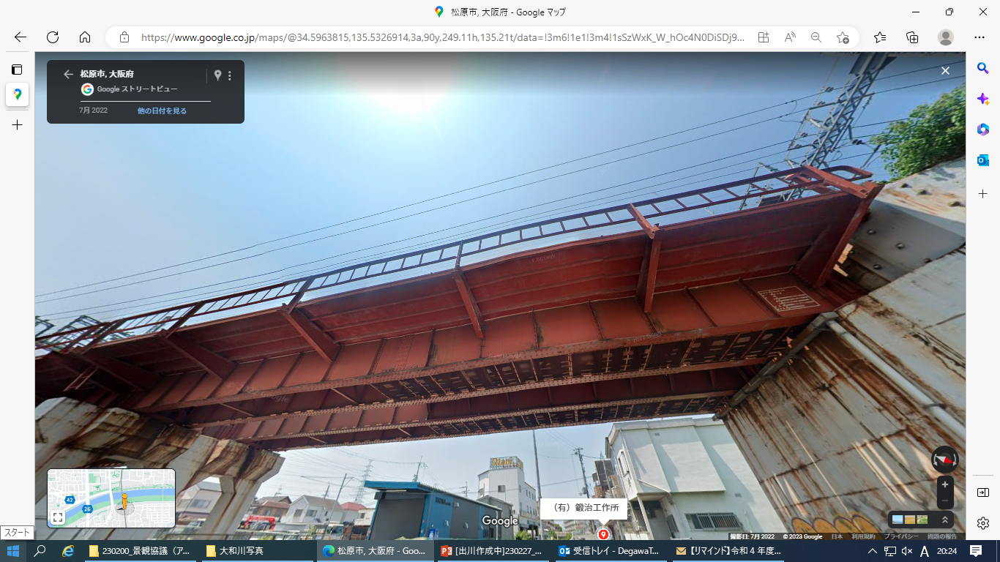 松原市, 大阪府 - Google マップ
https://www.google.co.jp/maps/@34.5963815,135.5326914,3a,90y,249.11h,135.21t/data=!3m6!1e1!3m4!1sSzWxK_W_hOc4N0DiSDj9...
松原市, 大阪府
Google ストリートビュー
7月 2022
他の日付を見る
42
26
(有) 鍛治工作所
Google
撮影日: 7月 2022
© 2023 Google
日本
利用規約
プライバシー
問題の報告
スタート
230200_景観協議（ア...
大和川写真
松原市, 大阪府 - Goo...
[出川作成中]230227_...
受信トレイ - DegawaT...
【リマインド】令和４年度...
A
20:24